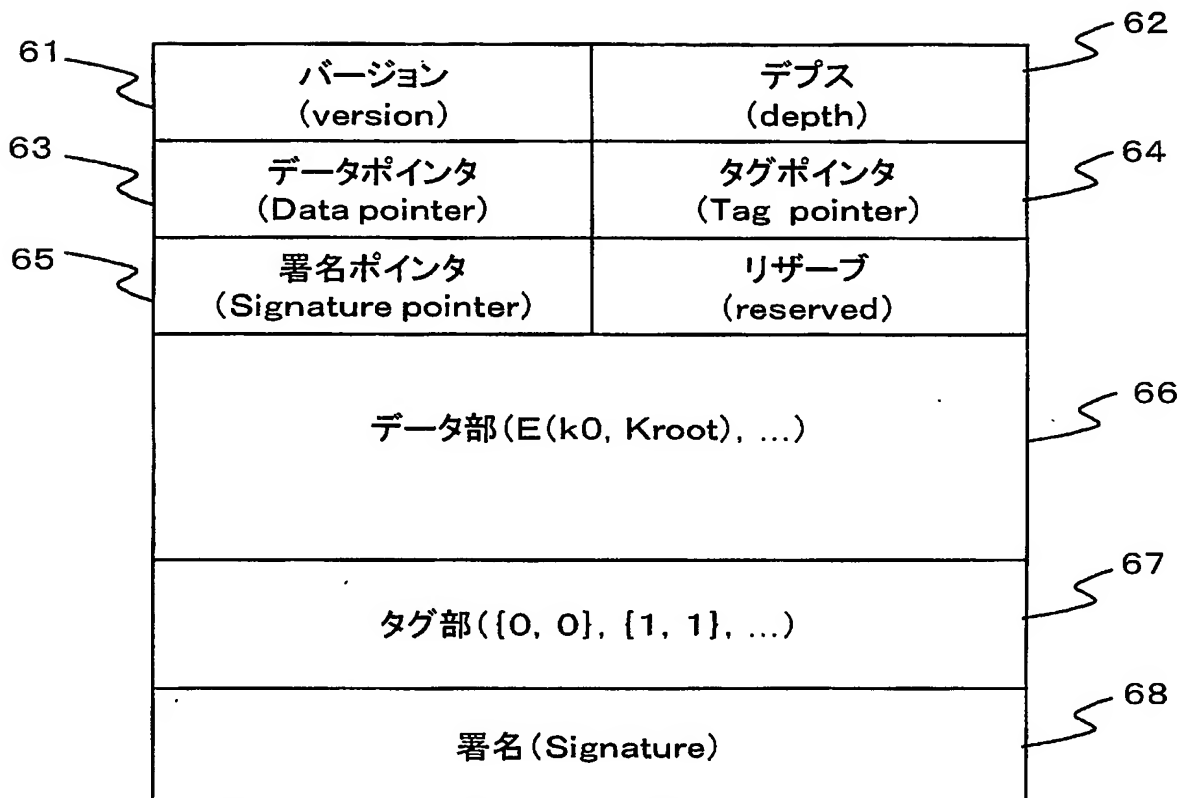 61
62
バージョン
(version)
デプス
(depth)
63
64
データポインタ
(Data pointer)
タグポインタ
(Tag pointer)
65
署名ポインタ
(Signature pointer)
リザーブ
(reserved)
66
データ部(E(k0, Kroot), ...)
67
タグ部({0, 0}, {1, 1}, ...)
68
署名(Signature)